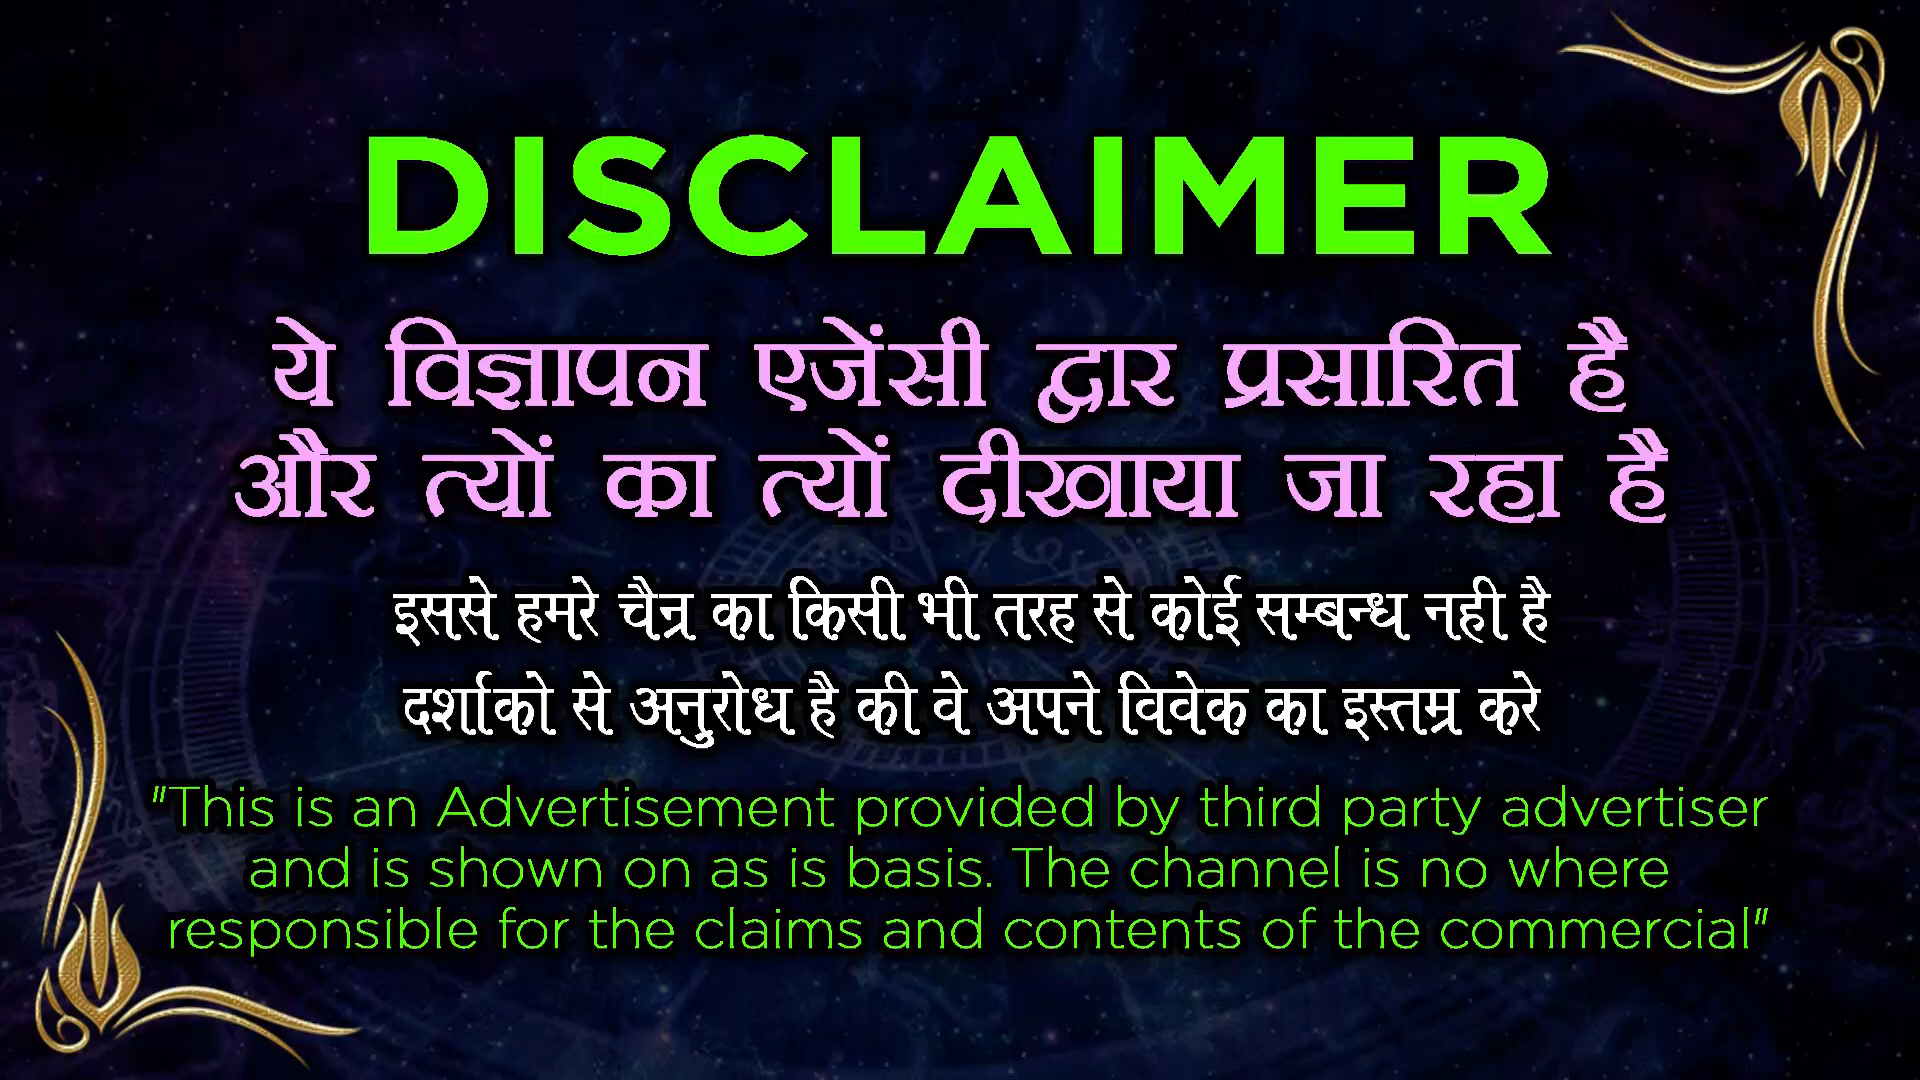 DISCLAIMER
ये विज्ञापन एजेंसी द्वार प्रसारित है
और त्यों का त्यों दीखाया जा रहा है
इससे हमरे चैन्र का किसी भी तरह से कोई सम्बन्ध नही है
दर्शाको से अनुरोध है की वे अपने विवेक का इस्तम्र करे
"This is an Advertisement provided by third party advertiser
and is shown on as is basis. The channel is no where
responsible for the claims and contents of the commercial"